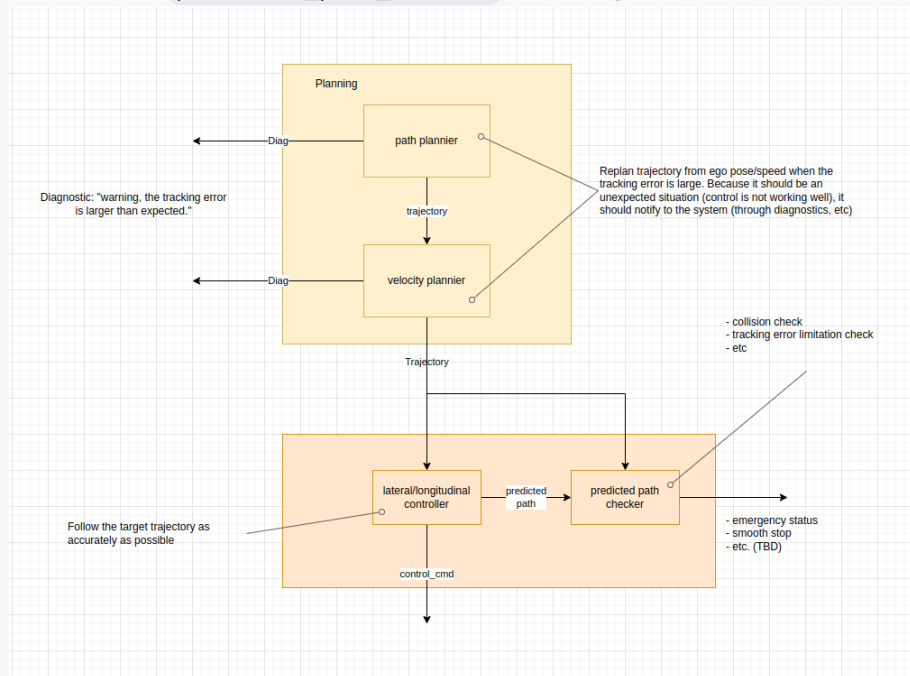 Planning
path plannier
Diag
Replan trajectory from ego pose/speed when the
tracking error is large. Because it should be an
unexpected situation (control is not working well), it
should notify to the system (through diagnostics, etc)
Diagnostic: "warning, the tracking error
is larger than expected."
trajectory
velocity plannier
Diag
- collision check
- tracking error limitation check
- etc
Trajectory
lateral/longitudinal
controller
predicted
path
predicted path
checker
Follow the target trajectory as
accurately as possible
- emergency status
- smooth stop
- etc. (TBD)
control_cmd